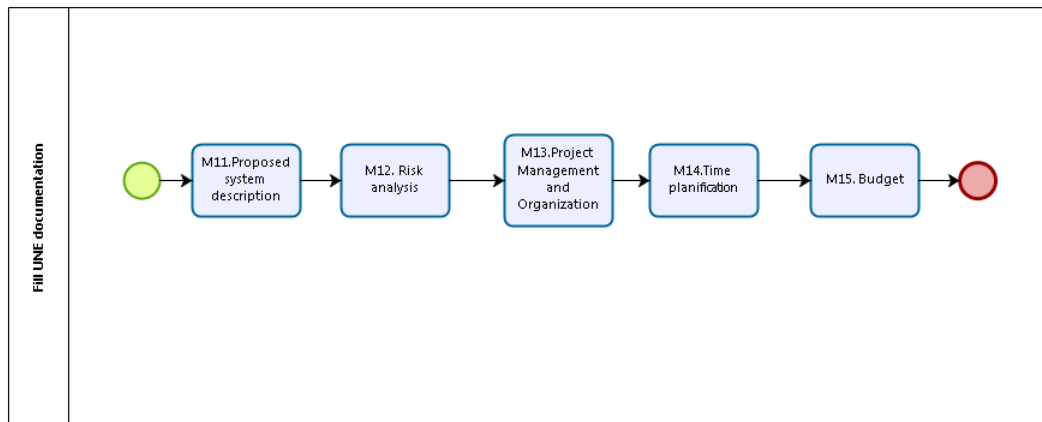 Fill UNE documentation
M11.Proposed
system
description
M12. Risk
analysis
M13.Project
Management
and
Organization
M14.Time
planification
M15. Budget